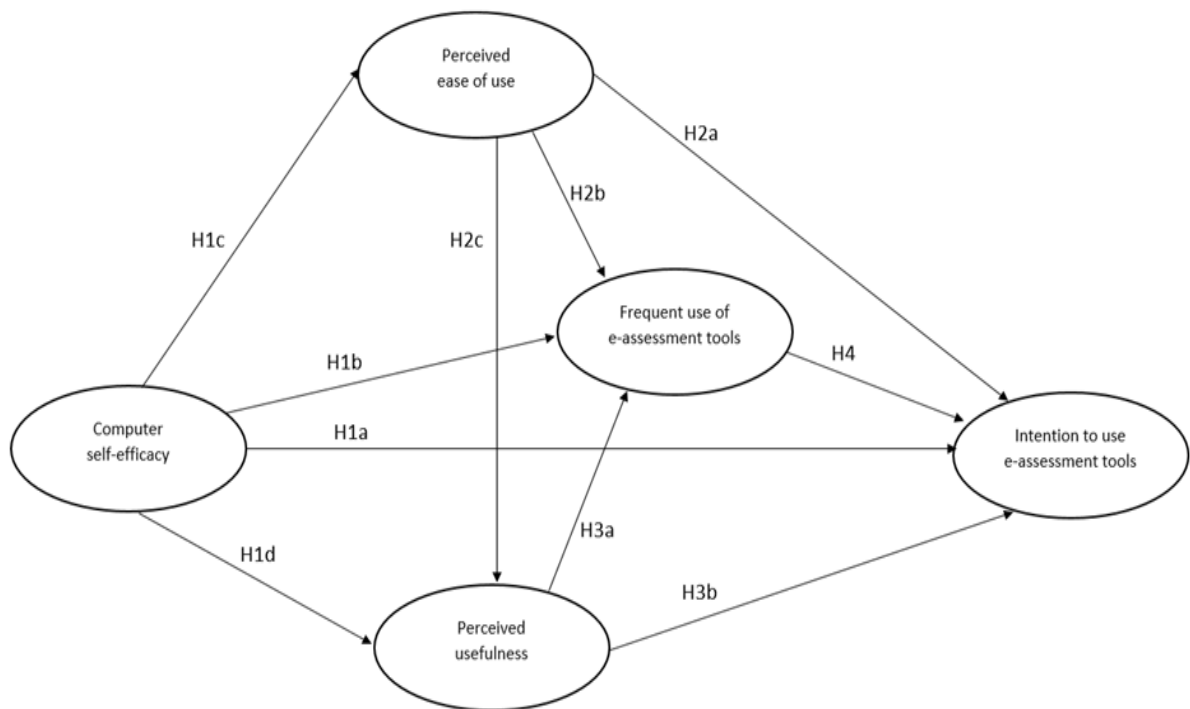 Perceived
ease of use
H2a
H2b
H1c
H2c
Frequent use of
e-assessment tools
H1b
H4
Computer
self-efficacy
H1a
Intention to use
e-assessment tools
H3a
H1d
H3b
Perceived
usefulness